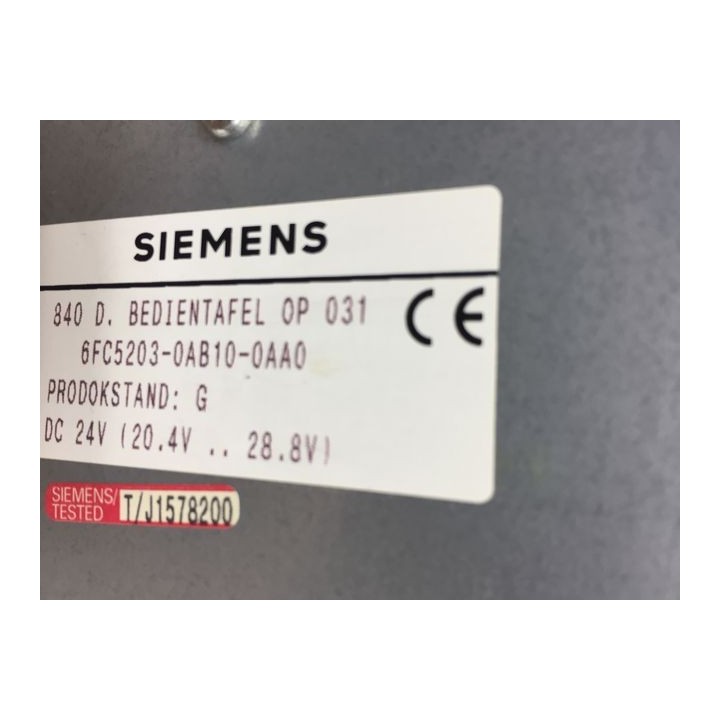 SIEMENS
840 D. BEDIENTAFEL OP 031
6FC5203-0AB10-0AA0
PRODOKSTAND: G
DC 24V (20.4V .. 28.8V)
CE
SIEMENS/
TESTED
T/J1578200